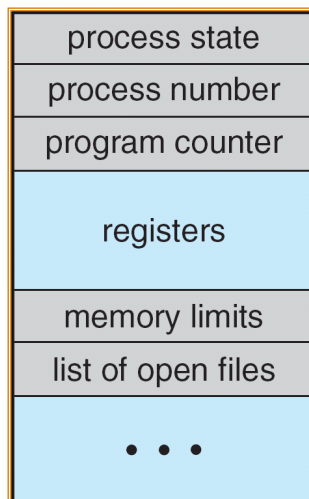 process state
process number
program counter
registers
memory limits
list of open files
• • •